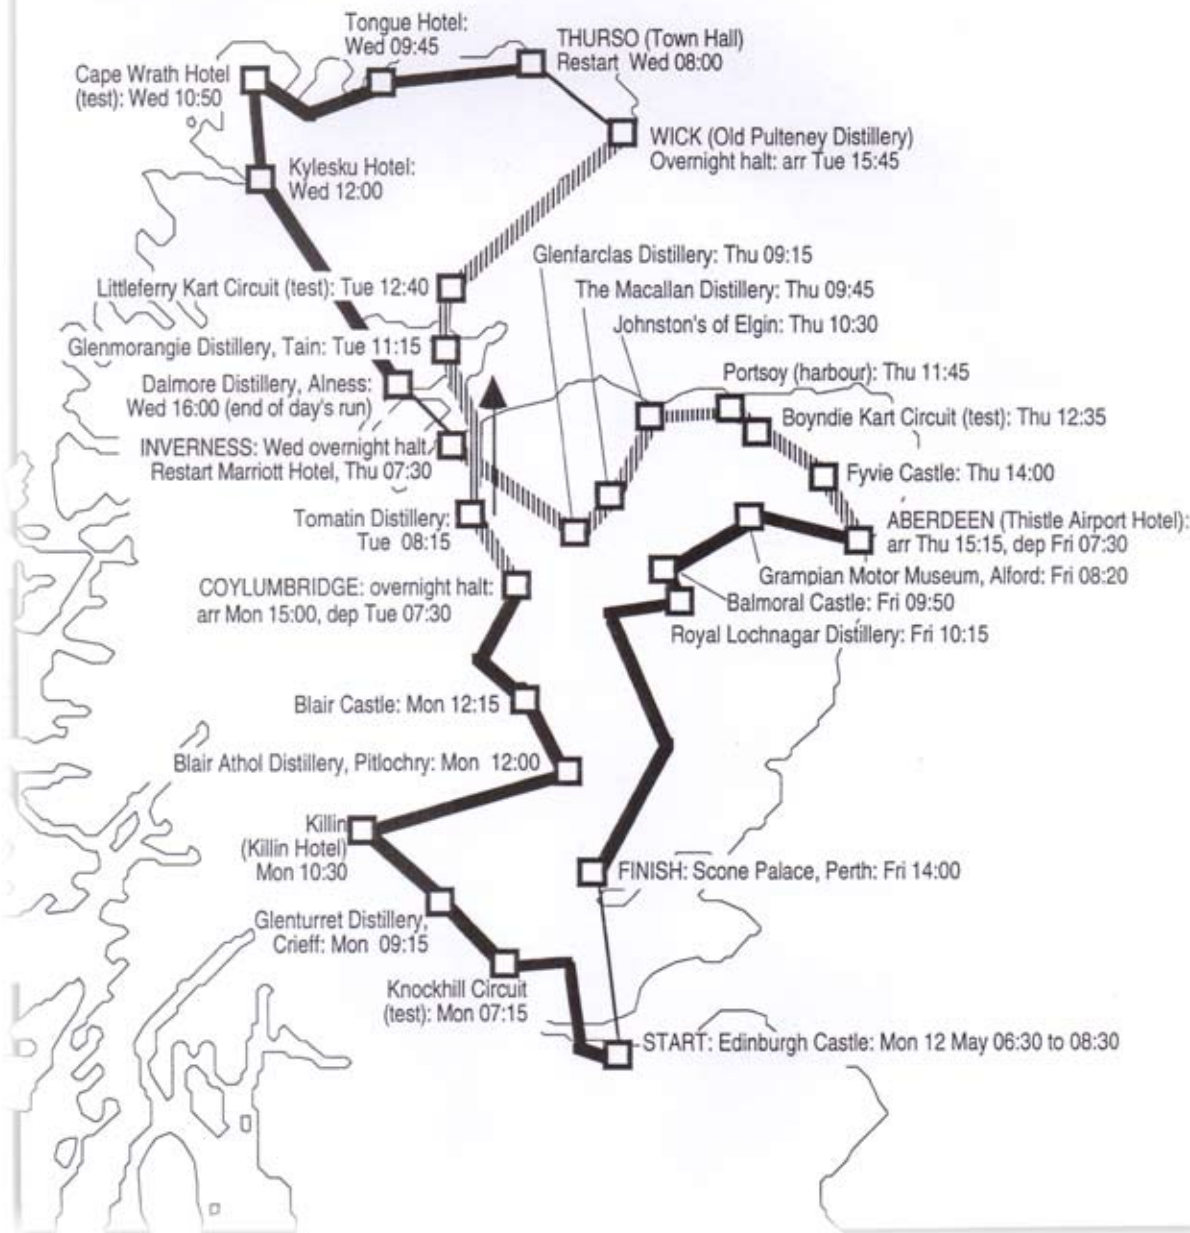 Tongue Hotel:
Wed 09:45
THURSO (Town Hall)
Restart Wed 08:00
Cape Wrath Hotel
(test): Wed 10:50
WICK (Old Pulteney Distillery)
Overnight halt: arr Tue 15:45
Kylesku Hotel:
Wed 12:00
Glenfarclas Distillery: Thu 09:15
Littleferry Kart Circuit (test): Tue 12:40
The Macallan Distillery: Thu 09:45
Johnston's of Elgin: Thu 10:30
Glenmorangie Distillery, Tain: Tue 11:15
Portsoy (harbour): Thu 11:45
Dalmore Distillery, Alness:
Wed 16:00 (end of day's run)
Boyndie Kart Circuit (test): Thu 12:35
INVERNESS: Wed overnight halt
Restart Marriott Hotel, Thu 07:30
Fyvie Castle: Thu 14:00
Tomatin Distillery:
Tue 08:15
ABERDEEN (Thistle Airport Hotel):
arr Thu 15:15, dep Fri 07:30
Grampian Motor Museum, Alford: Fri 08:20
COYLUMBRIDGE: overnight halt:
arr Mon 15:00, dep Tue 07:30
Balmoral Castle: Fri 09:50
Royal Lochnagar Distillery: Fri 10:15
Blair Castle: Mon 12:15
Blair Athol Distillery, Pitlochry: Mon 12:00
Killin
(Killin Hotel)
Mon 10:30
FINISH: Scone Palace, Perth: Fri 14:00
Glenturret Distillery,
Crieff: Mon 09:15
Knockhill Circuit
(test): Mon 07:15
START: Edinburgh Castle: Mon 12 May 06:30 to 08:30